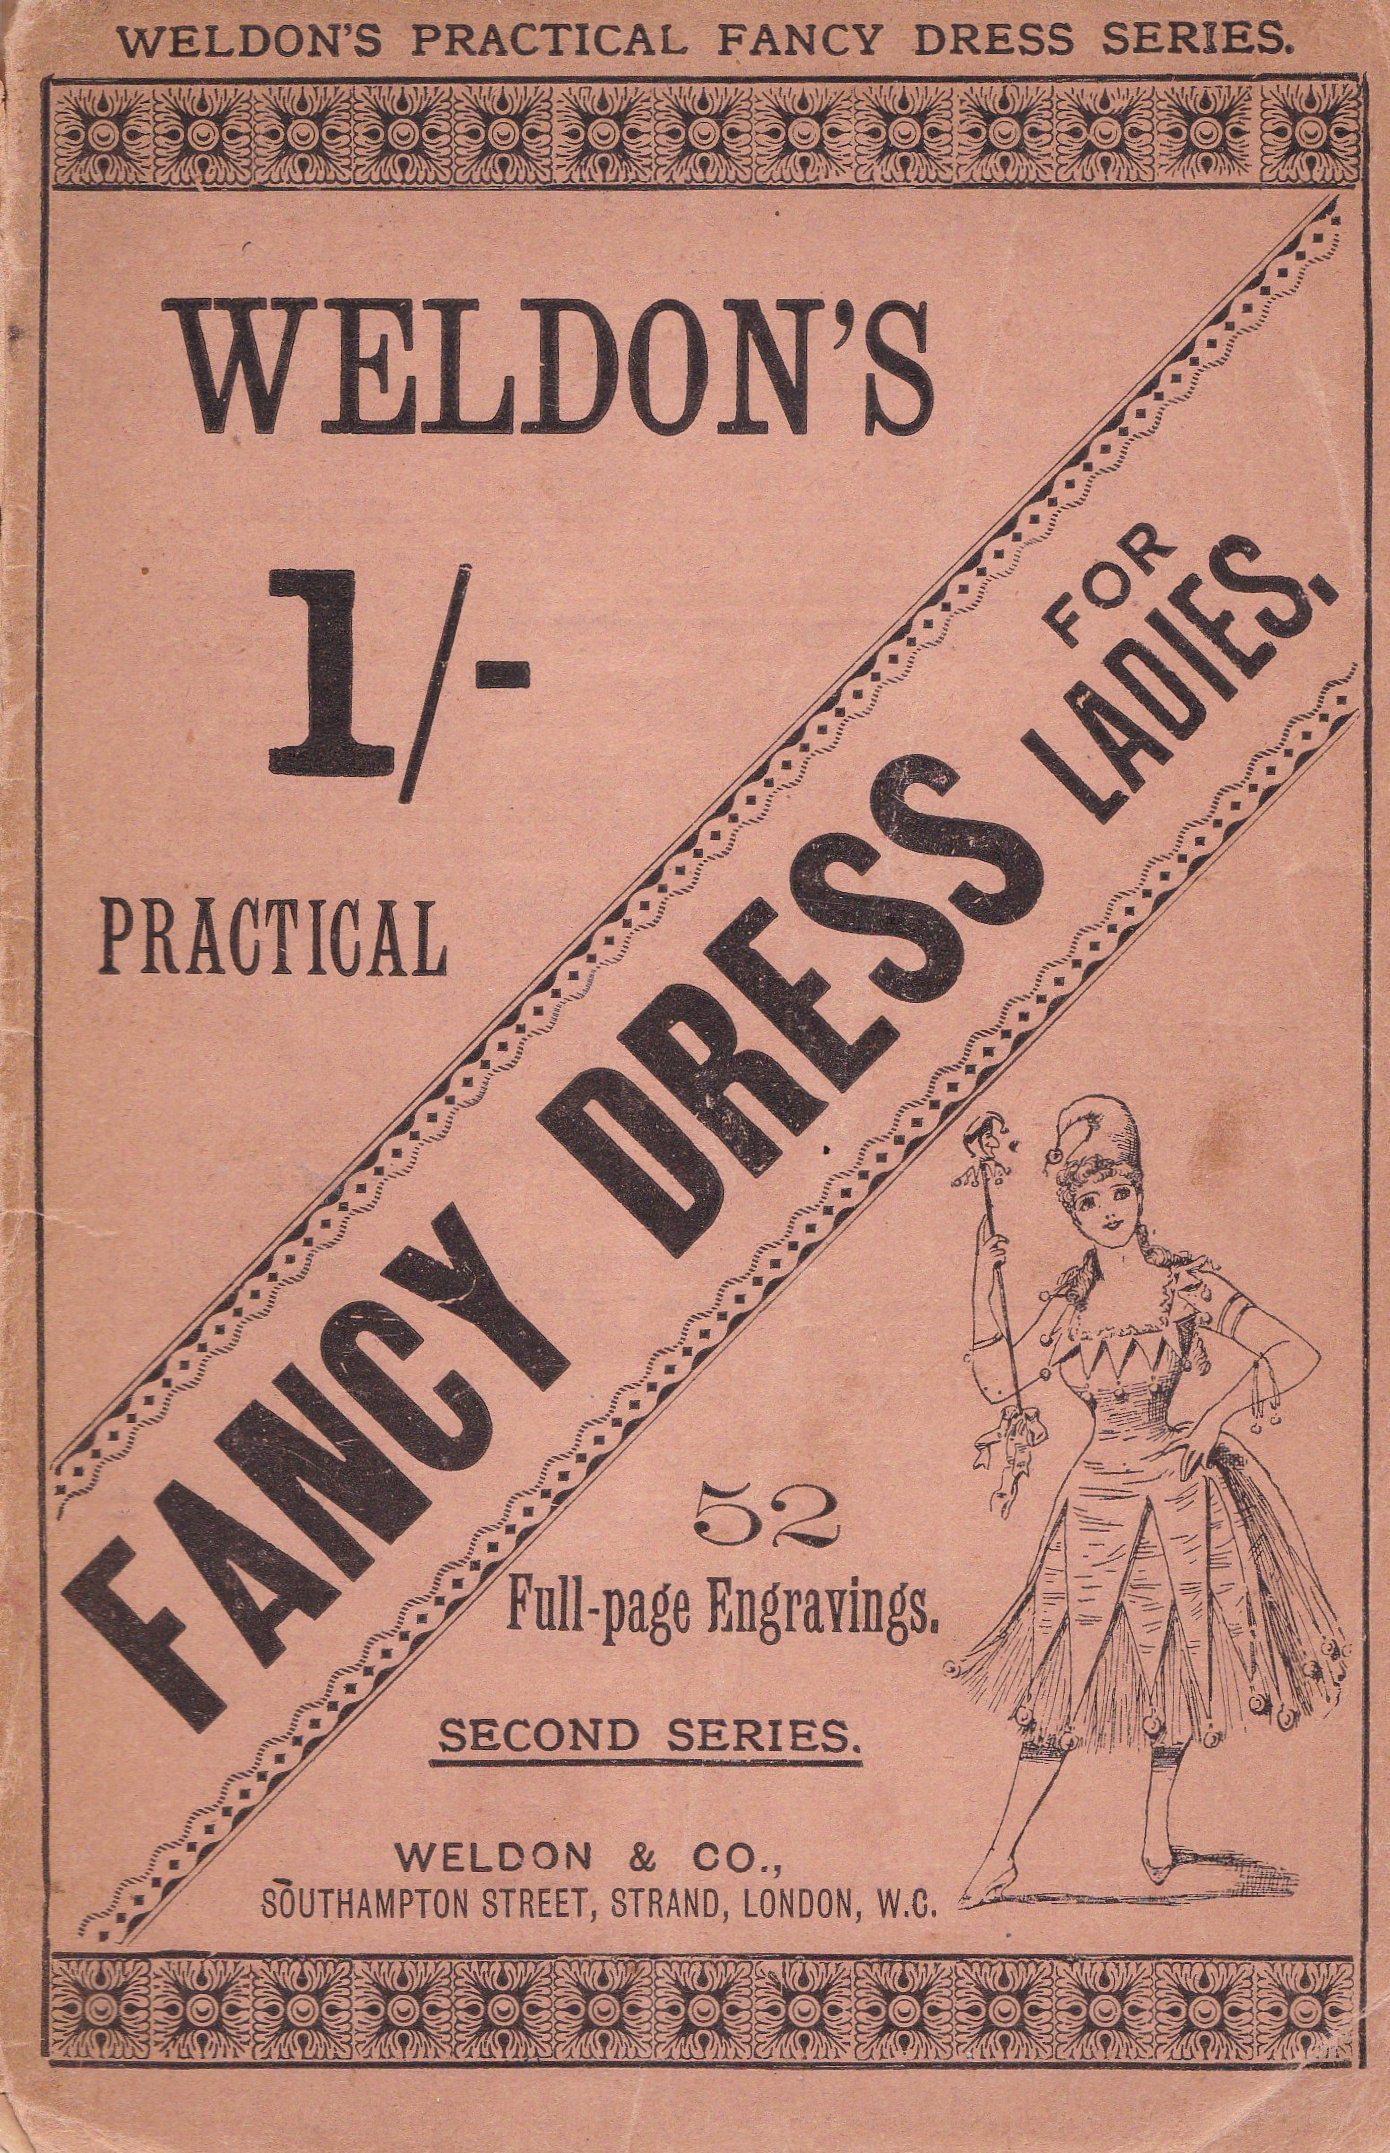 WELDON'S PRACTICAL FANCY DRESS SERIES.
WELDON'S
1/-
PRACTICAL
FANCY DRESS
FOR
LADIES.
52
Full-page Engravings.
SECOND SERIES.
WELDON & CO.,
SOUTHAMPTON STREET, STRAND, LONDON, W.C.